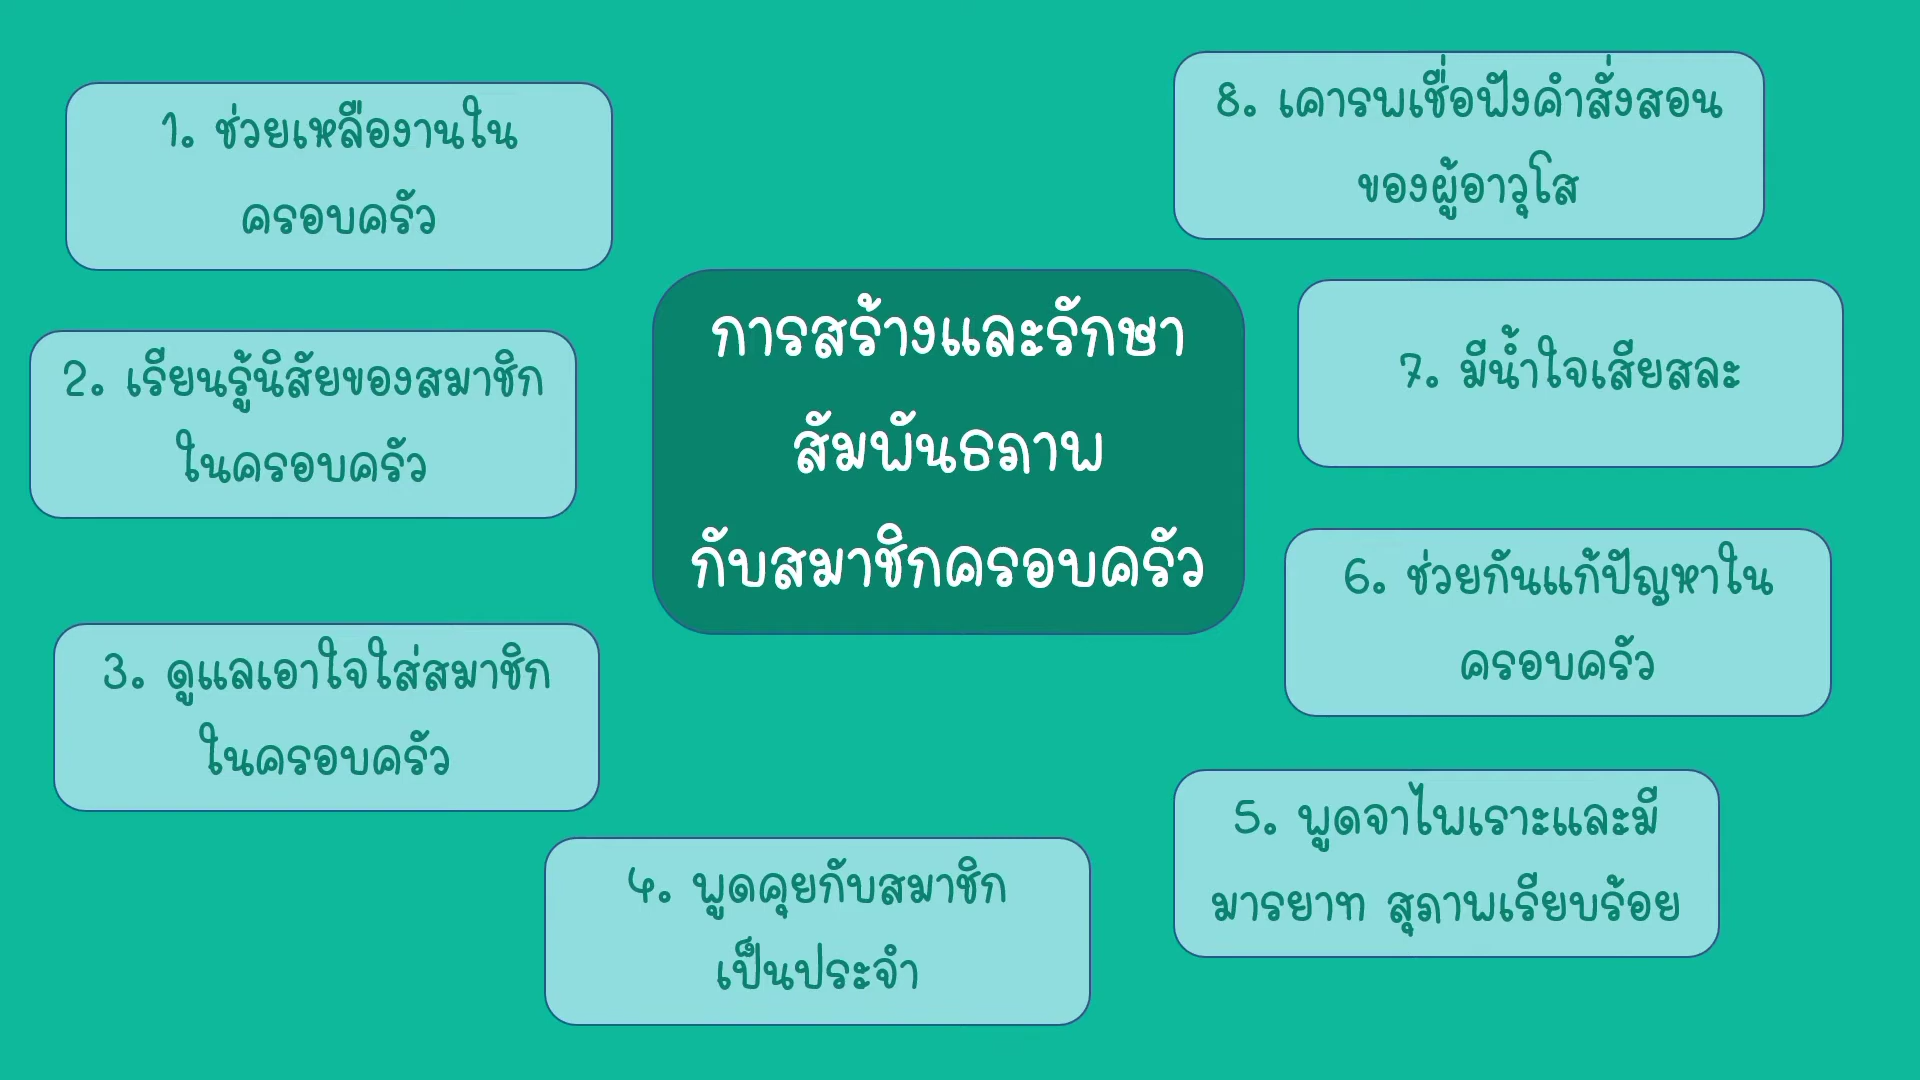 การสร้างและรักษา
สัมพันธภาพ
กับสมาชิกครอบครัว
1. ช่วยเหลืองานใน
ครอบครัว
2. เรียนรู้นิสัยของสมาชิก
ในครอบครัว
3. ดูแลเอาใจใส่สมาชิก
ในครอบครัว
4. พูดคุยกับสมาชิก
เป็นประจำ
5. พูดจาไพเราะและมี
มารยาท สุภาพเรียบร้อย
6. ช่วยกันแก้ปัญหาใน
ครอบครัว
7. มีน้ำใจเสียสละ
8. เคารพเชื่อฟังคำสั่งสอน
ของผู้อาวุโส